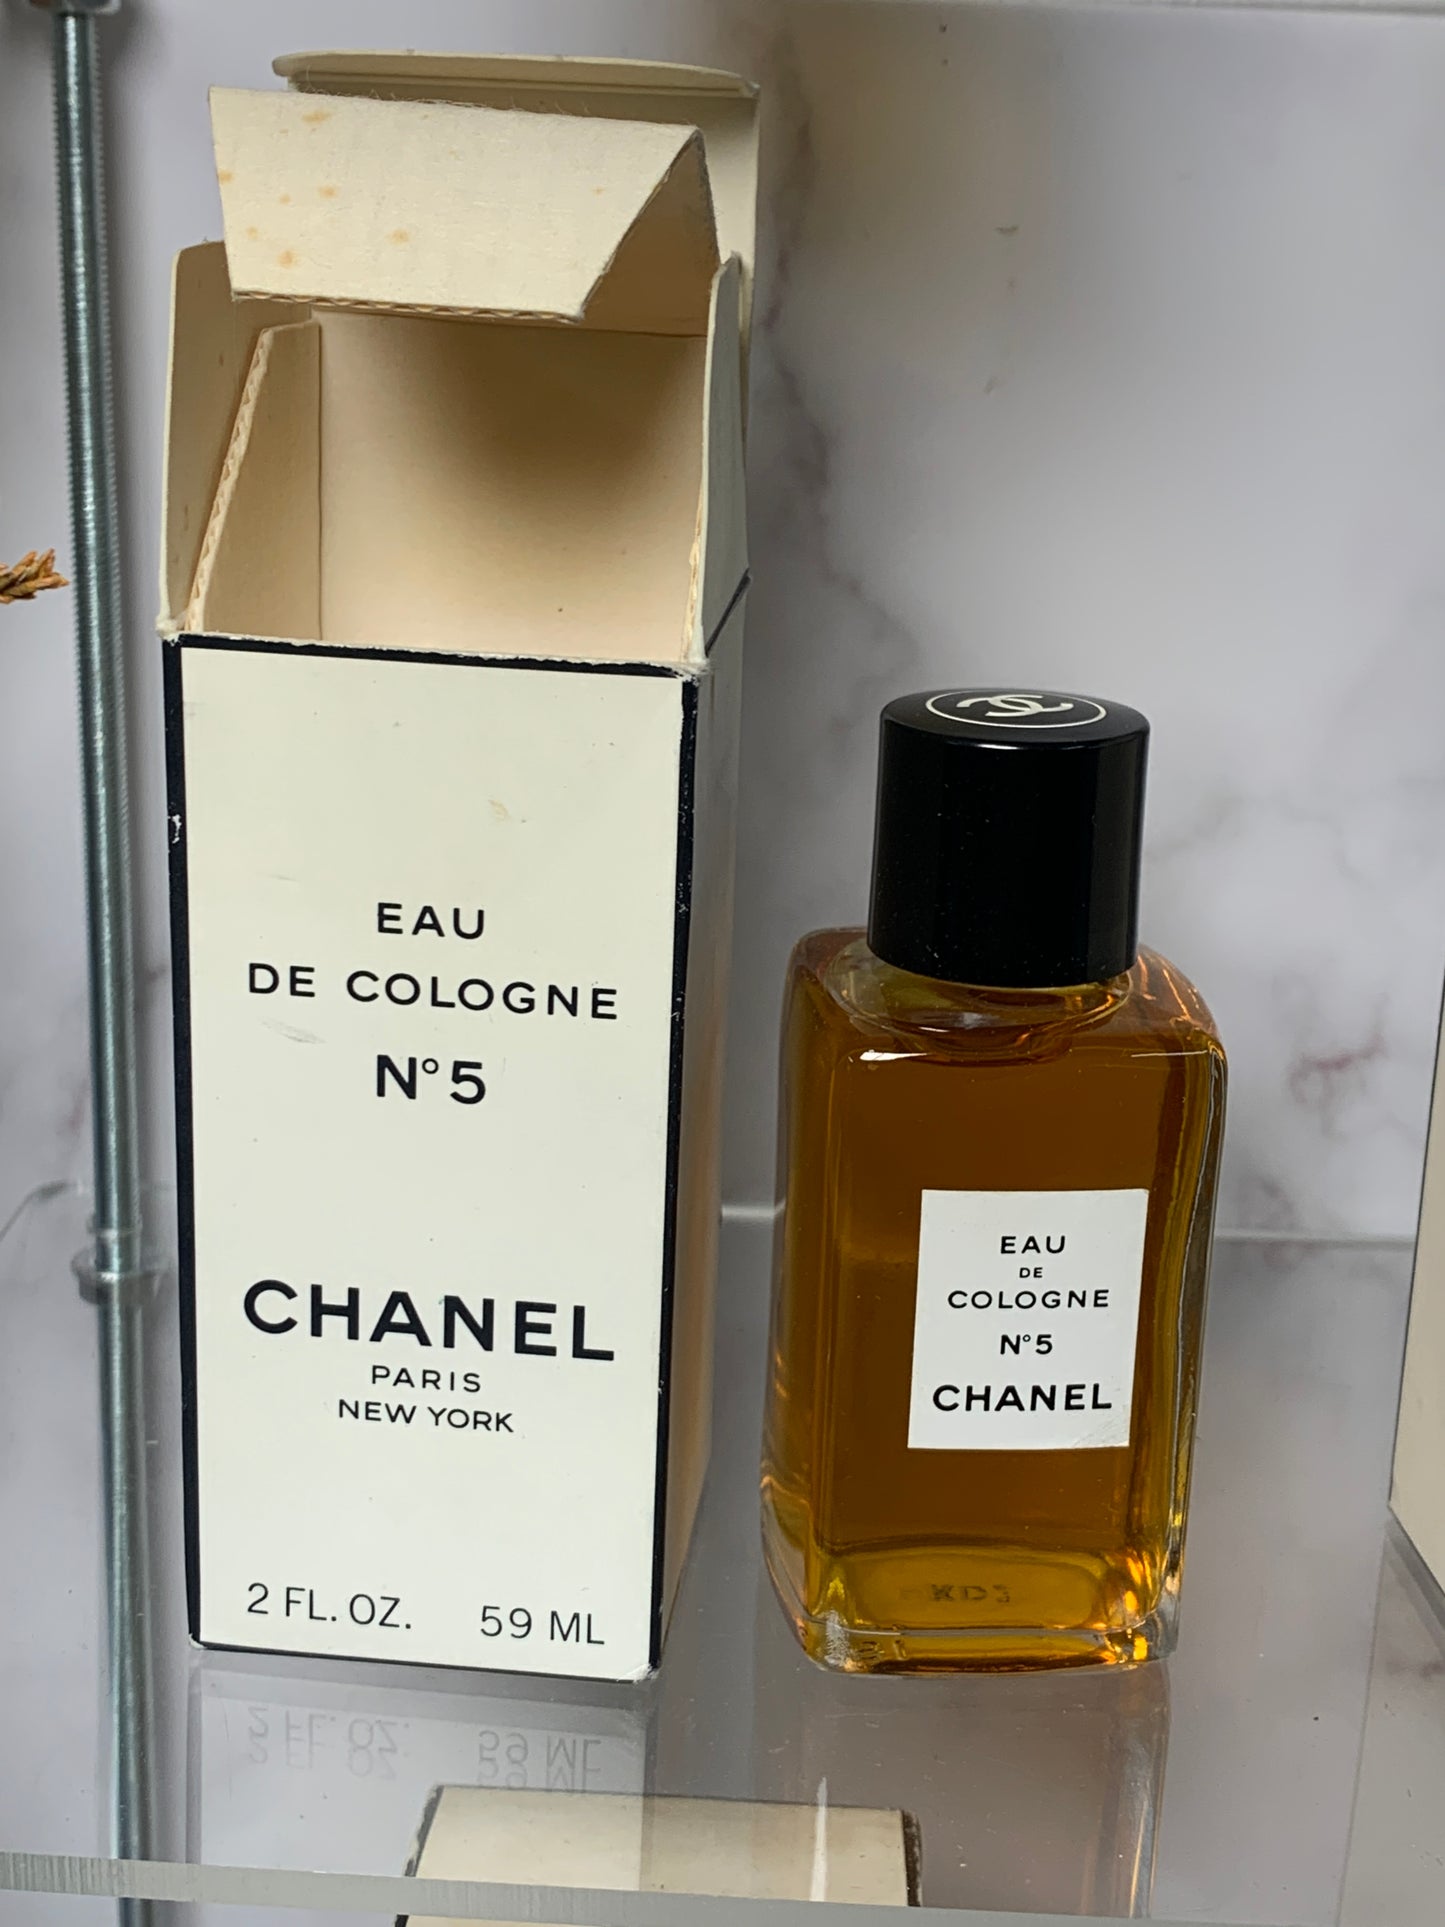 EAU
DE COLOGNE
N°5
CHANEL
PARIS
NEW YORK
2 FL. OZ. 59 ML
EAU
DE
COLOGNE
N°5
CHANEL